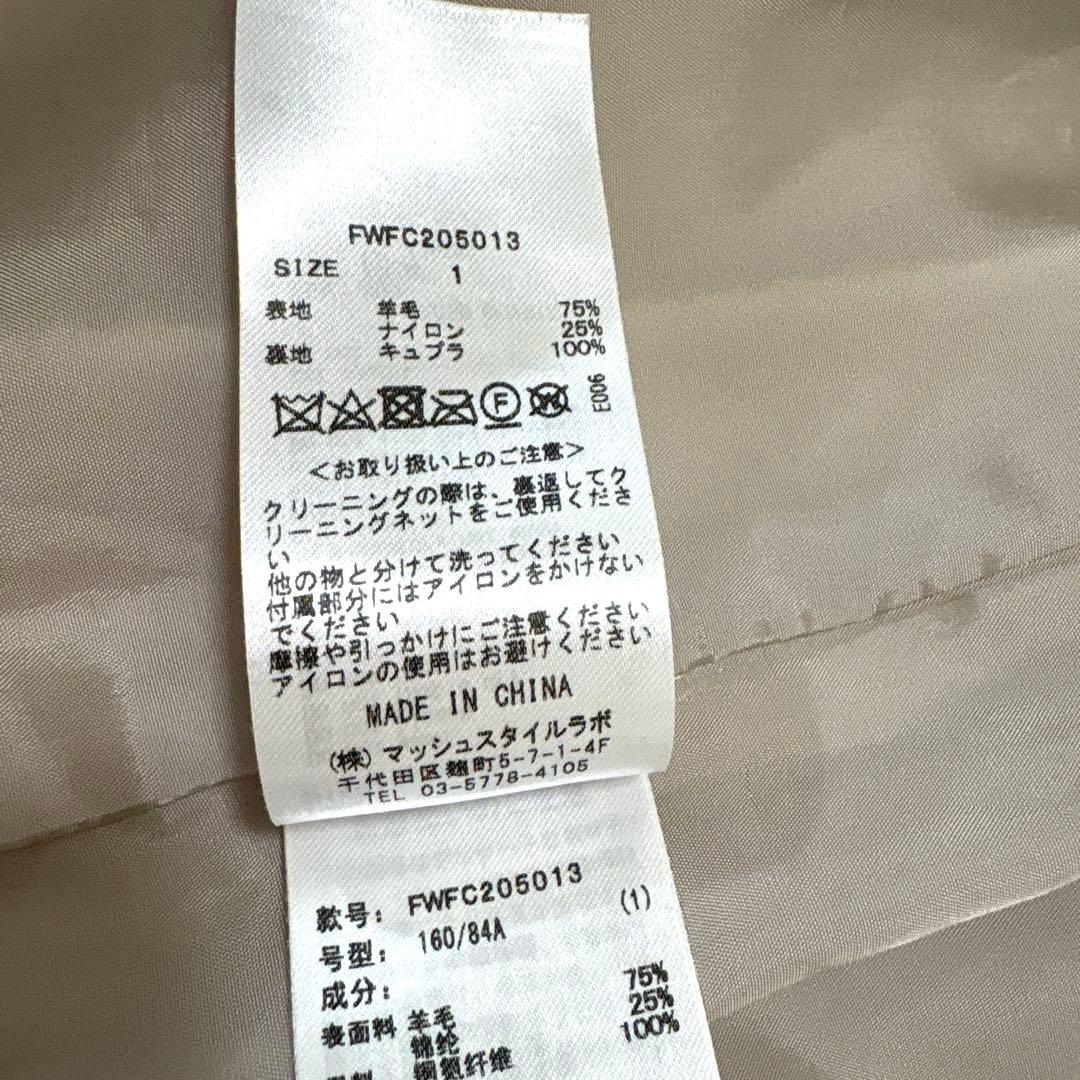 FWFC205013
SIZE 1
表地 羊毛 75%
ナイロン 25%
裏地 キュプラ 100%
F W E006
<お取り扱い上のご注意>
クリーニングの際は、裏返してク
リーニングネットをご使用くださ
い
他の物と分けて洗ってください
付属部分にはアイロンをかけない
でください
摩擦や引っかけにご注意ください
アイロンの使用はお避けください
MADE IN CHINA
(株)マッシュスタイルラボ
千代田区麹町5-7-1-4F
TEL 03-5778-4105
款号: FWFC205013
号型: 160/84A (1)
成分:
表面料 羊毛 75%
锦纶 25%
铜氨纤维 100%